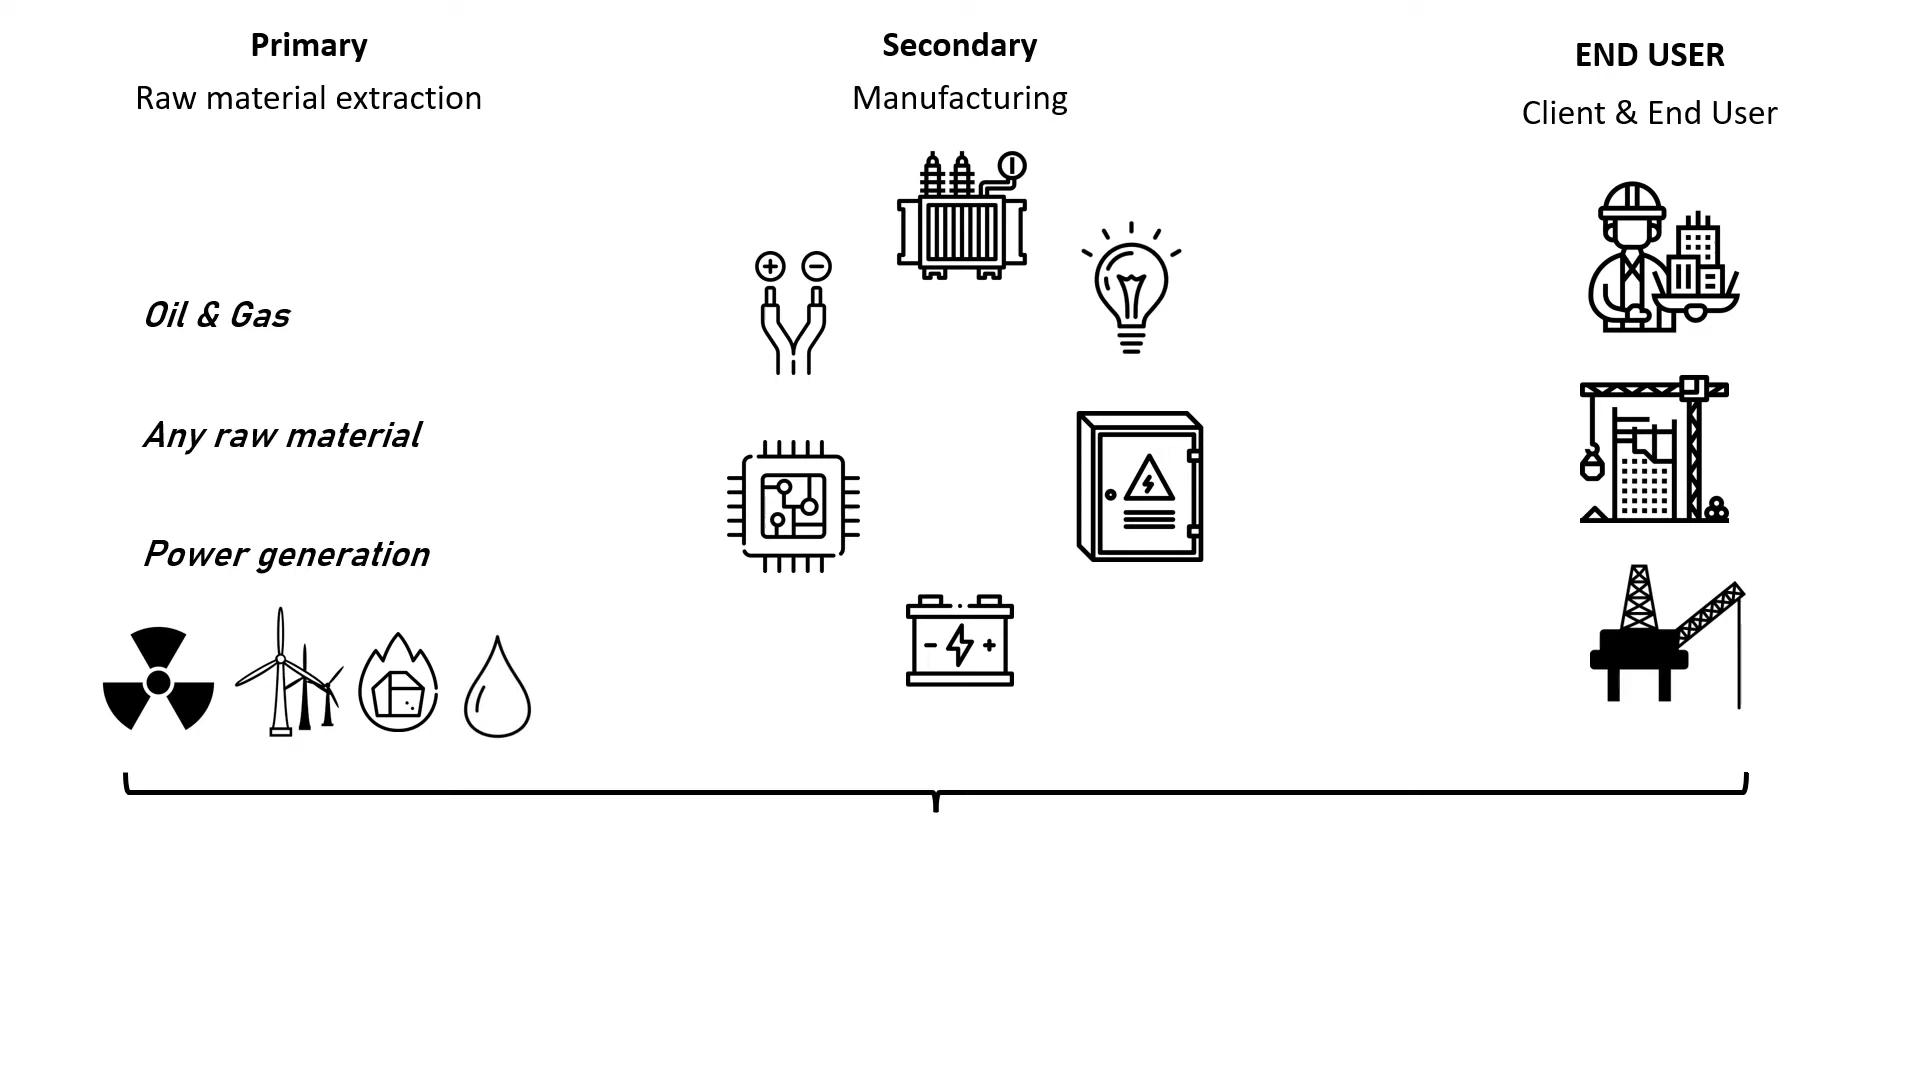 Primary
Raw material extraction
Secondary
Manufacturing
END USER
Client & End User
Oil & Gas
Any raw material
Power generation